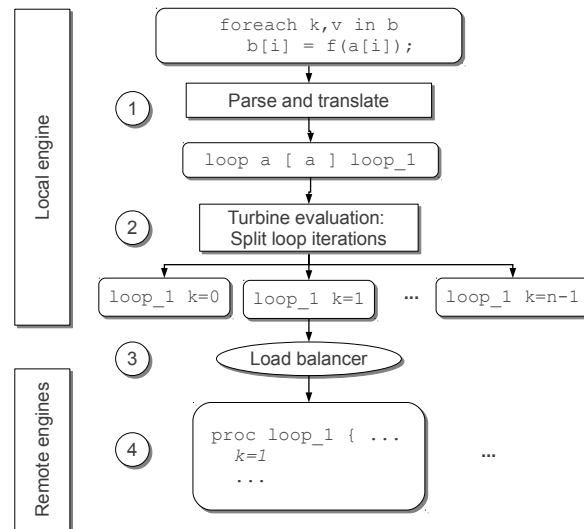 foreach k,v in b
b[i] = f(a[i]);
Local engine
1
Parse and translate
loop a [ a ] loop_1
2
Turbine evaluation:
Split loop iterations
loop_1 k=0
loop_1 k=1
...
loop_1 k=n-1
3
Load balancer
Remote engines
4
proc loop_1 { ...
k=1
...
...